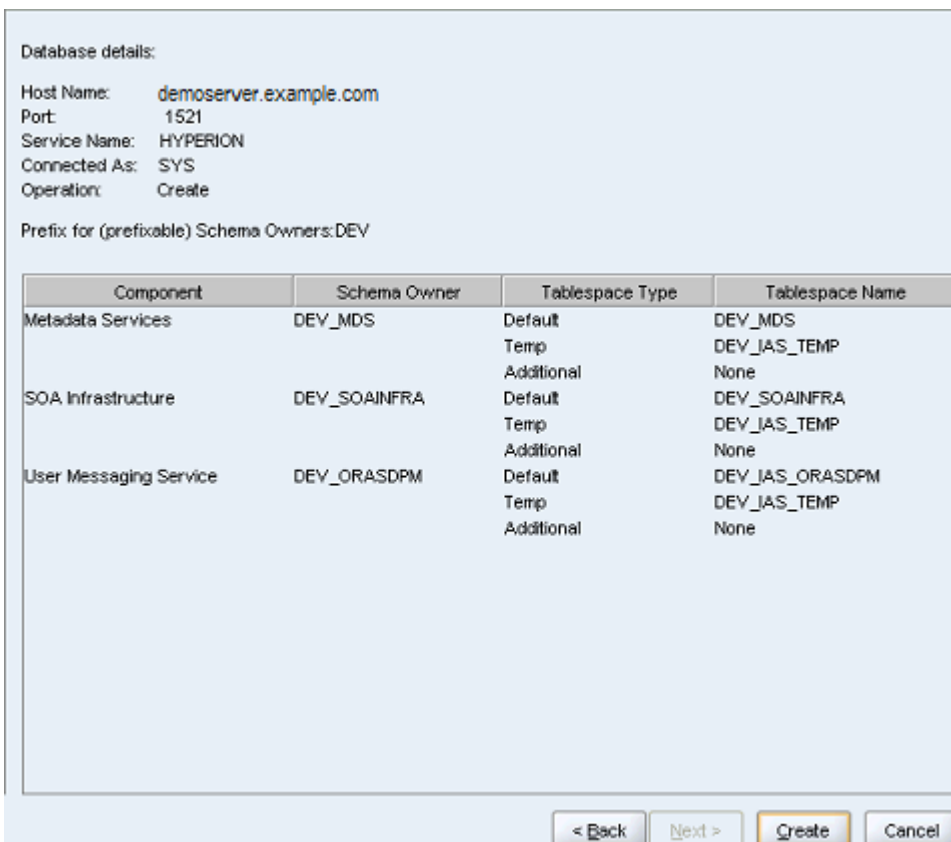 Database details:
Host Name: demoserver.example.com
Port: 1521
Service Name: HYPERION
Connected As: SYS
Operation: Create
Prefix for (prefixable) Schema Owners:DEV
Component Schema Owner Tablespace Type Tablespace Name
Metadata Services DEV_MDS Default DEV_MDS
Temp DEV_IAS_TEMP
Additional None
SOA Infrastructure DEV_SOAINFRA Default DEV_SOAINFRA
Temp DEV_IAS_TEMP
Additional None
User Messaging Service DEV_ORASDPM Default DEV_IAS_ORASDPM
Temp DEV_IAS_TEMP
Additional None
< Back Next > Create Cancel